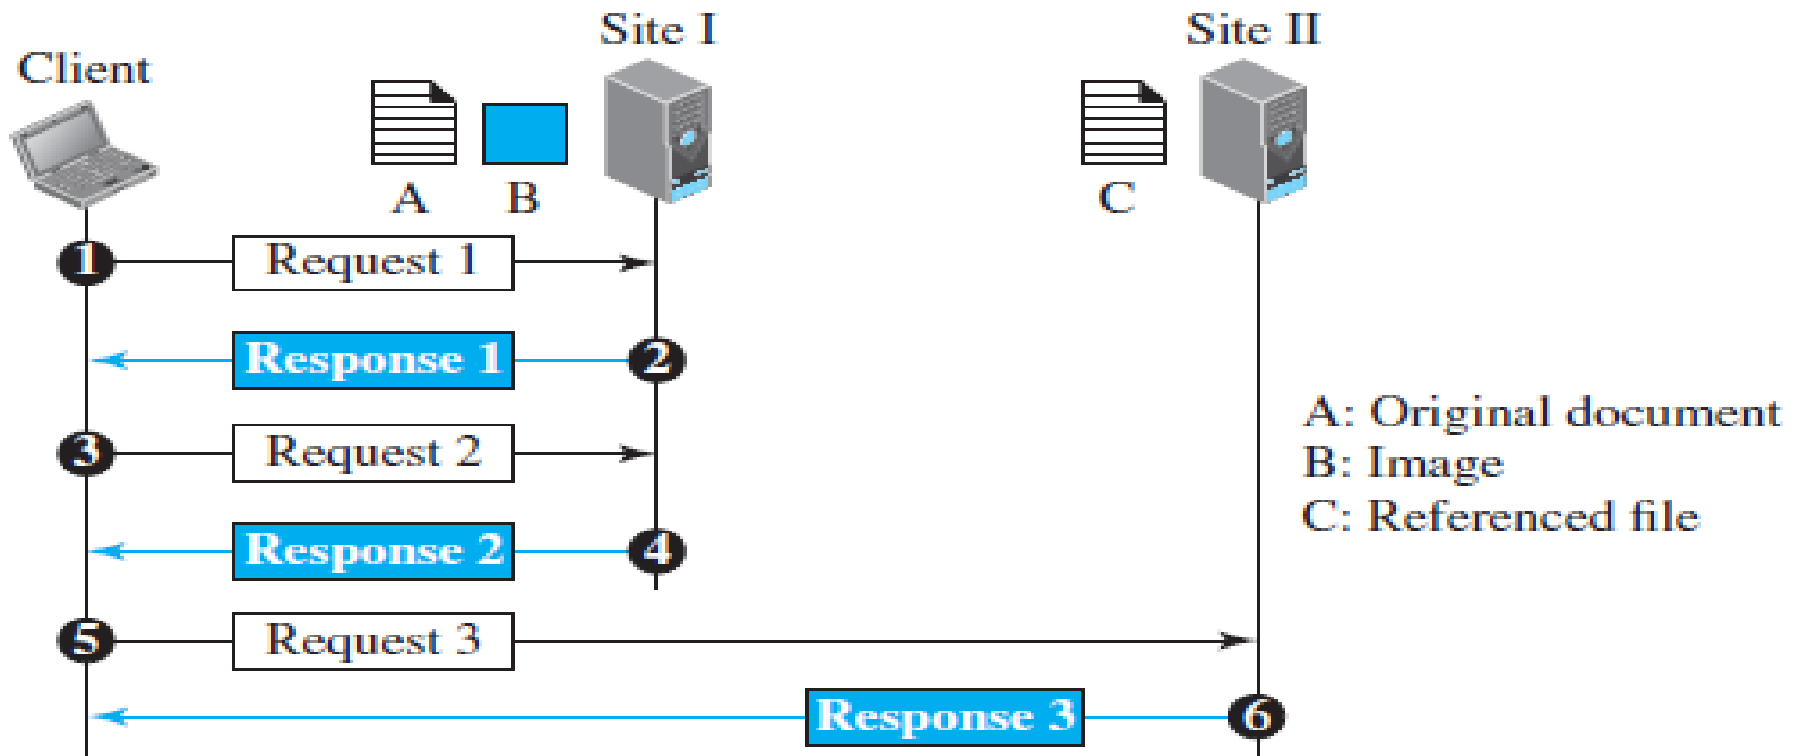 Site I
Site II
Client
A
B
C
1
Request 1
Response 1
2
3
Request 2
Response 2
4
5
Request 3
Response 3
6
A: Original document
B: Image
C: Referenced file